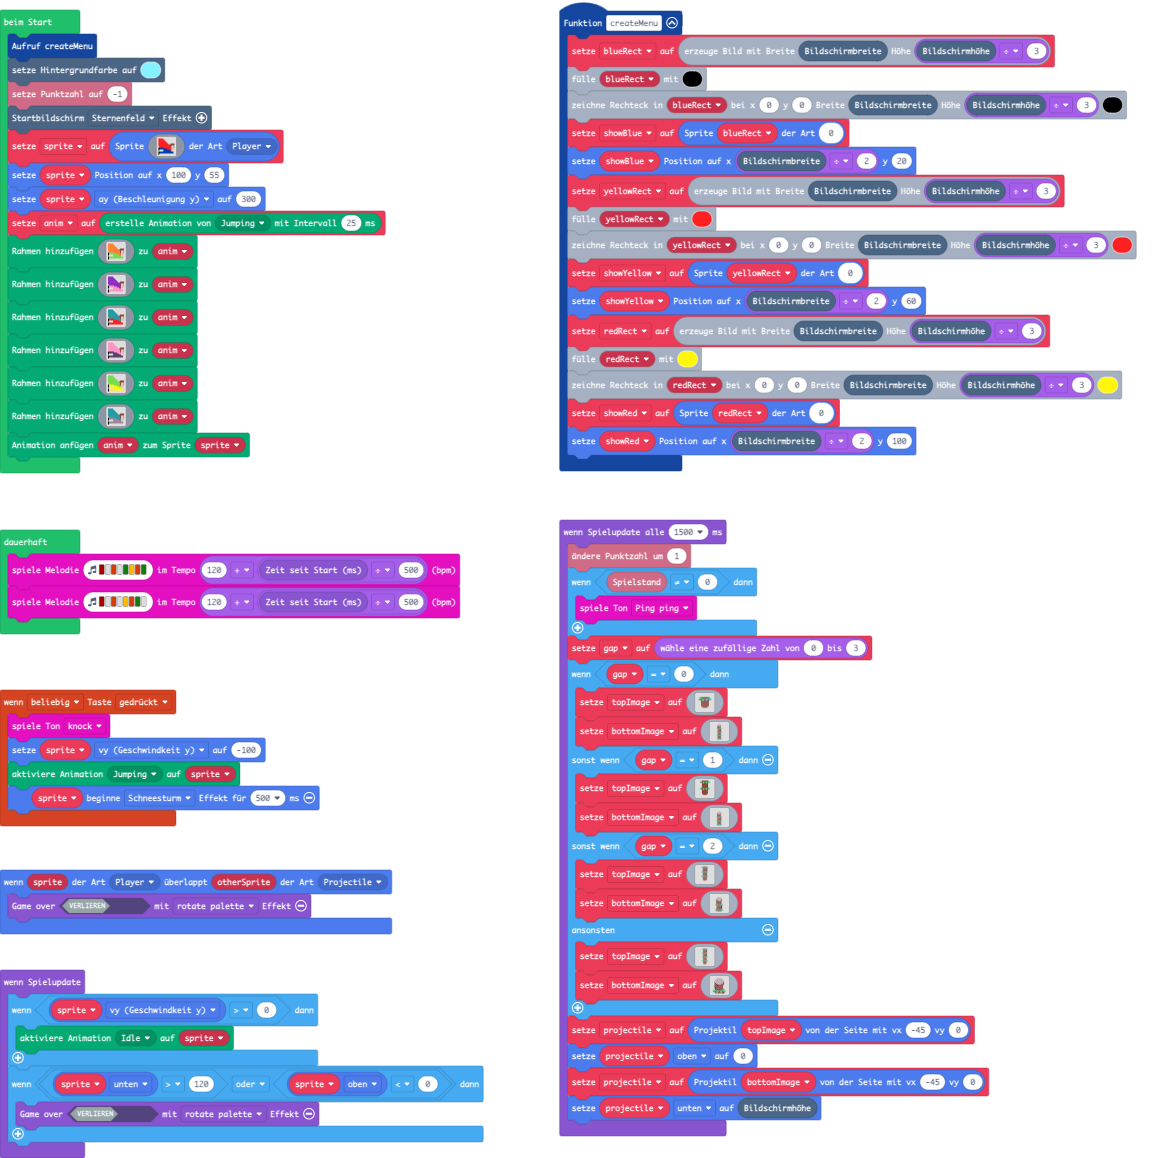 beim Start
Aufruf createMenu
setze Hintergrundfarbe auf
setze Punktzahl auf -1
Startbildschirm Sternenfeld Effekt
setze sprite auf Sprite der Art Player
setze sprite Position auf x 100 y 55
setze sprite ay (Beschleunigung y) auf 300
setze anim auf erstelle Animation von Jumping mit Intervall 25 ms
Rahmen hinzufügen zu anim
Rahmen hinzufügen zu anim
Rahmen hinzufügen zu anim
Rahmen hinzufügen zu anim
Rahmen hinzufügen zu anim
Rahmen hinzufügen zu anim
Animation anfügen anim zum Sprite sprite
dauerhaft
spiele Melodie im Tempo 120 + Zeit seit Start (ms) ÷ 500 (bpm)
spiele Melodie im Tempo 120 + Zeit seit Start (ms) ÷ 500 (bpm)
wenn beliebig Taste gedrückt
spiele Ton knock
setze sprite vy (Geschwindkeit y) auf -100
aktiviere Animation Jumping auf sprite
sprite beginne Schneesturm Effekt für 500 ms
wenn sprite der Art Player überlappt otherSprite der Art Projectile
Game over VERLIEREN mit rotate palette Effekt
wenn Spielupdate
wenn sprite vy (Geschwindkeit y) > 0 dann
aktiviere Animation Idle auf sprite
wenn sprite unten > 120 oder sprite oben < 0 dann
Game over VERLIEREN mit rotate palette Effekt
Funktion createMenu
setze blueRect auf erzeuge Bild mit Breite Bildschirmbreite Höhe Bildschirmhöhe ÷ 3
fülle blueRect mit
zeichne Rechteck in blueRect bei x 0 y 0 Breite Bildschirmbreite Höhe Bildschirmhöhe ÷ 3
setze showBlue auf Sprite blueRect der Art 0
setze showBlue Position auf x Bildschirmbreite ÷ 2 y 20
setze yellowRect auf erzeuge Bild mit Breite Bildschirmbreite Höhe Bildschirmhöhe ÷ 3
fülle yellowRect mit
zeichne Rechteck in yellowRect bei x 0 y 0 Breite Bildschirmbreite Höhe Bildschirmhöhe ÷ 3
setze showYellow auf Sprite yellowRect der Art 0
setze showYellow Position auf x Bildschirmbreite ÷ 2 y 60
setze redRect auf erzeuge Bild mit Breite Bildschirmbreite Höhe Bildschirmhöhe ÷ 3
fülle redRect mit
zeichne Rechteck in redRect bei x 0 y 0 Breite Bildschirmbreite Höhe Bildschirmhöhe ÷ 3
setze showRed auf Sprite redRect der Art 0
setze showRed Position auf x Bildschirmbreite ÷ 2 y 100
wenn Spielupdate alle 1500 ms
ändere Punktzahl um 1
wenn Spielstand ≠ 0 dann
spiele Ton Ping ping
setze gap auf wähle eine zufällige Zahl von 0 bis 3
wenn gap = 0 dann
setze topImage auf
setze bottomImage auf
sonst wenn gap = 1 dann
setze topImage auf
setze bottomImage auf
sonst wenn gap = 2 dann
setze topImage auf
setze bottomImage auf
ansonsten
setze topImage auf
setze bottomImage auf
setze projectile auf Projektil topImage von der Seite mit vx -45 vy 0
setze projectile oben auf 0
setze projectile auf Projektil bottomImage von der Seite mit vx -45 vy 0
setze projectile unten auf Bildschirmhöhe